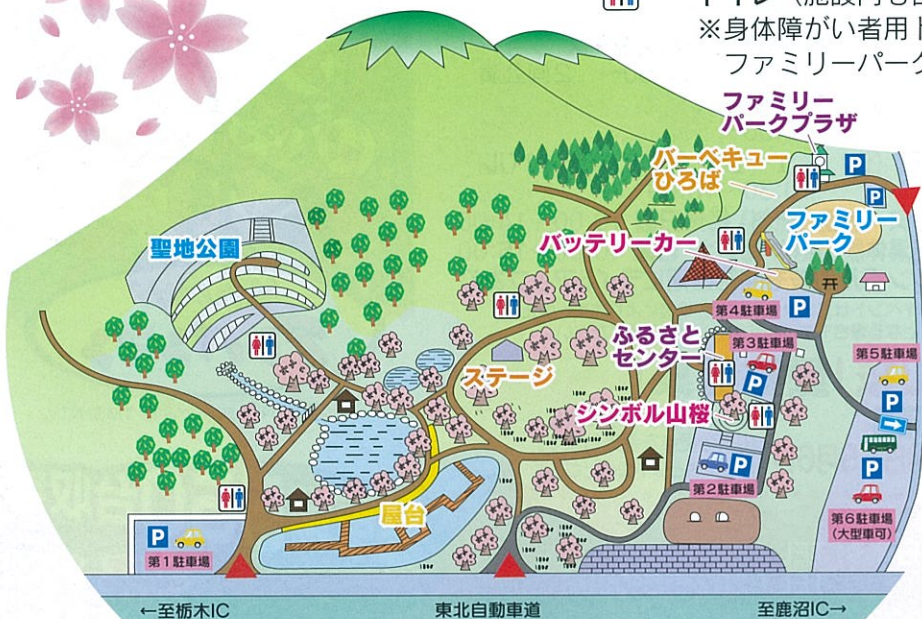 ※身体障がい者用
ファミリーパーク
ファミリー
パークプラザ
バーベキュー
ひろば
P
P
聖地公園
バッテリーカー
ファミリー
パーク
第4駐車場
P
ふるさと
センター
第3駐車場
P
第5駐車場
P
ステージ
シンボル山桜
P
第2駐車場
P
第6駐車場
(大型車可)
屋台
P
第1駐車場
←至栃木IC
東北自動車道
至鹿沼IC→